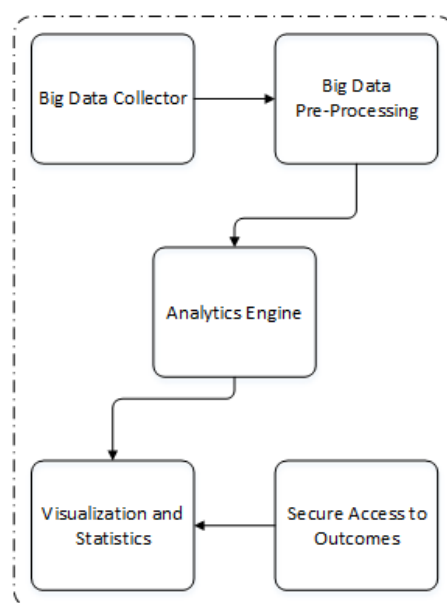 Big Data Collector
Big Data
Pre-Processing
Analytics Engine
Visualization and
Statistics
Secure Access to
Outcomes